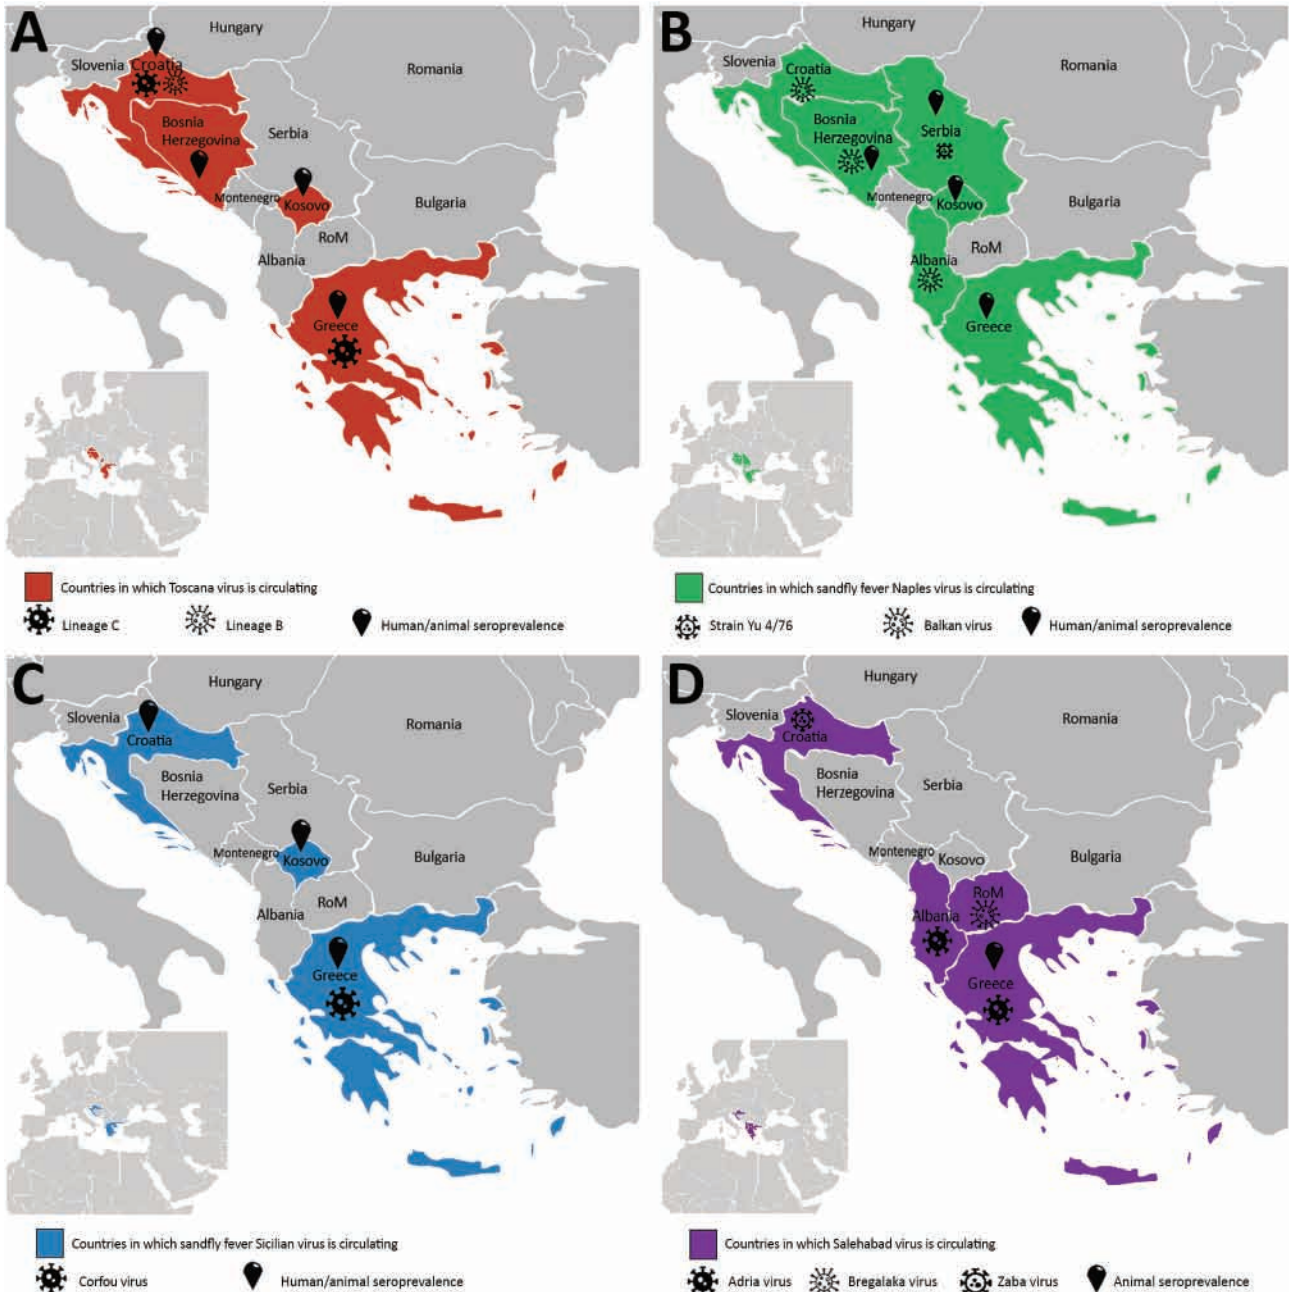 A
Hungary
Slovenia
Croatia
Romania
Bosnia
Herzegovina
Serbia
Montenegro
Kosovo
Bulgaria
RoM
Albania
Greece
Countries in which Toscana virus is circulating
Lineage C
Lineage B
Human/animal seroprevalence
B
Hungary
Slovenia
Croatia
Romania
Bosnia
Herzegovina
Serbia
Montenegro
Kosovo
Bulgaria
RoM
Albania
Greece
Countries in which sandfly fever Naples virus is circulating
Strain Yu 4/76
Balkan virus
Human/animal seroprevalence
C
Hungary
Slovenia
Croatia
Romania
Bosnia
Herzegovina
Serbia
Montenegro
Kosovo
Bulgaria
RoM
Albania
Greece
Countries in which sandfly fever Sicilian virus is circulating
Corfou virus
Human/animal seroprevalence
D
Hungary
Slovenia
Croatia
Romania
Bosnia
Herzegovina
Serbia
Montenegro
Kosovo
Bulgaria
RoM
Albania
Greece
Countries in which Salehabad virus is circulating
Adria virus
Bregalaka virus
Zaba virus
Animal seroprevalence